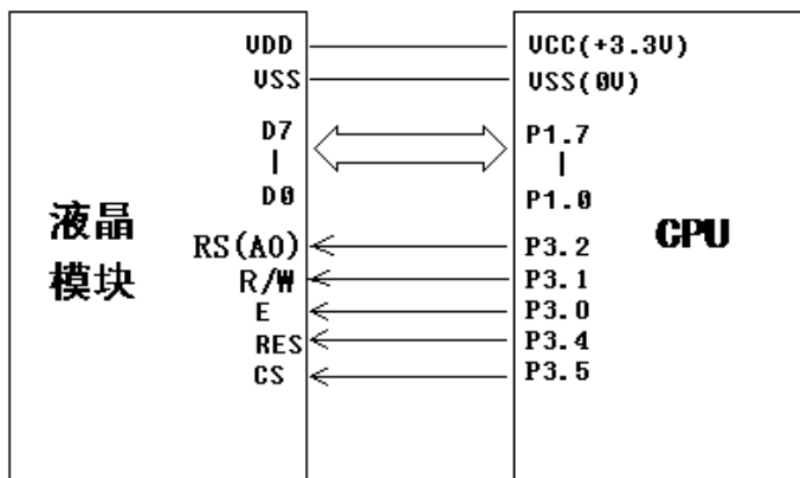 VDD VCC(+3.3V)
VSS VSS(0V)
D7 P1.7
D0 P1.0
液晶
模块
CPU
RS(A0) P3.2
R/W P3.1
E P3.0
RES P3.4
CS P3.5